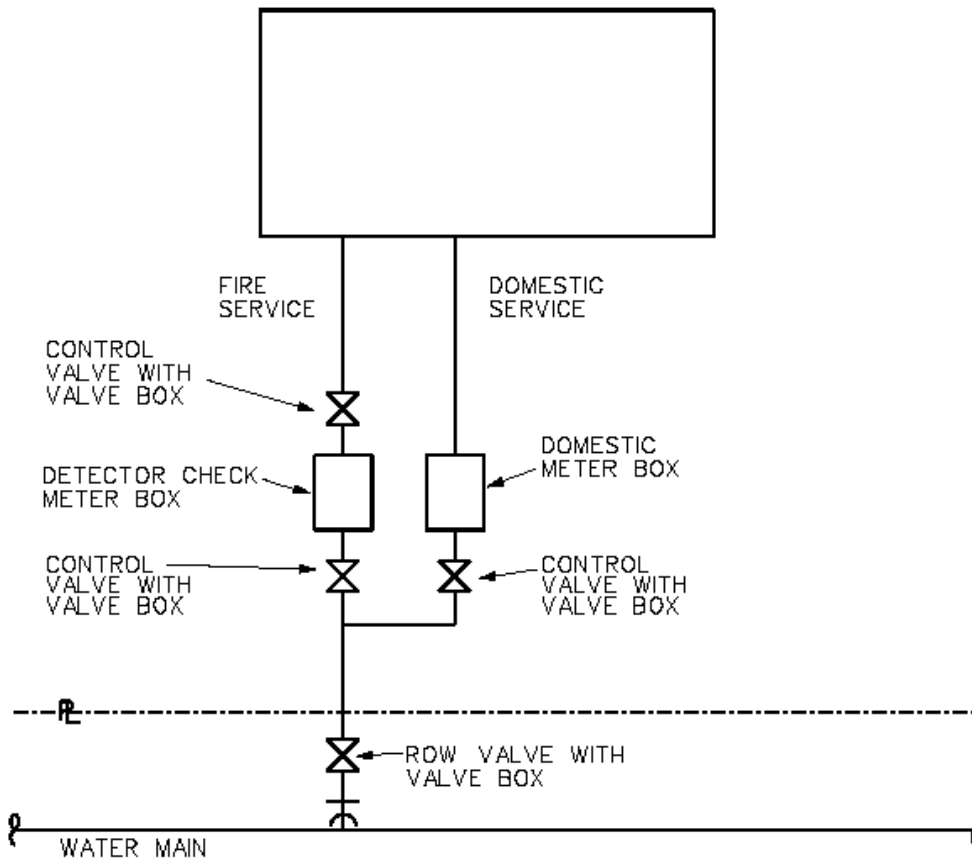 FIRE
SERVICE
DOMESTIC
SERVICE
CONTROL
VALVE WITH
VALVE BOX
DETECTOR CHECK
METER BOX
DOMESTIC
METER BOX
CONTROL
VALVE WITH
VALVE BOX
CONTROL
VALVE WITH
VALVE BOX
PL
ROW VALVE WITH
VALVE BOX
WATER MAIN